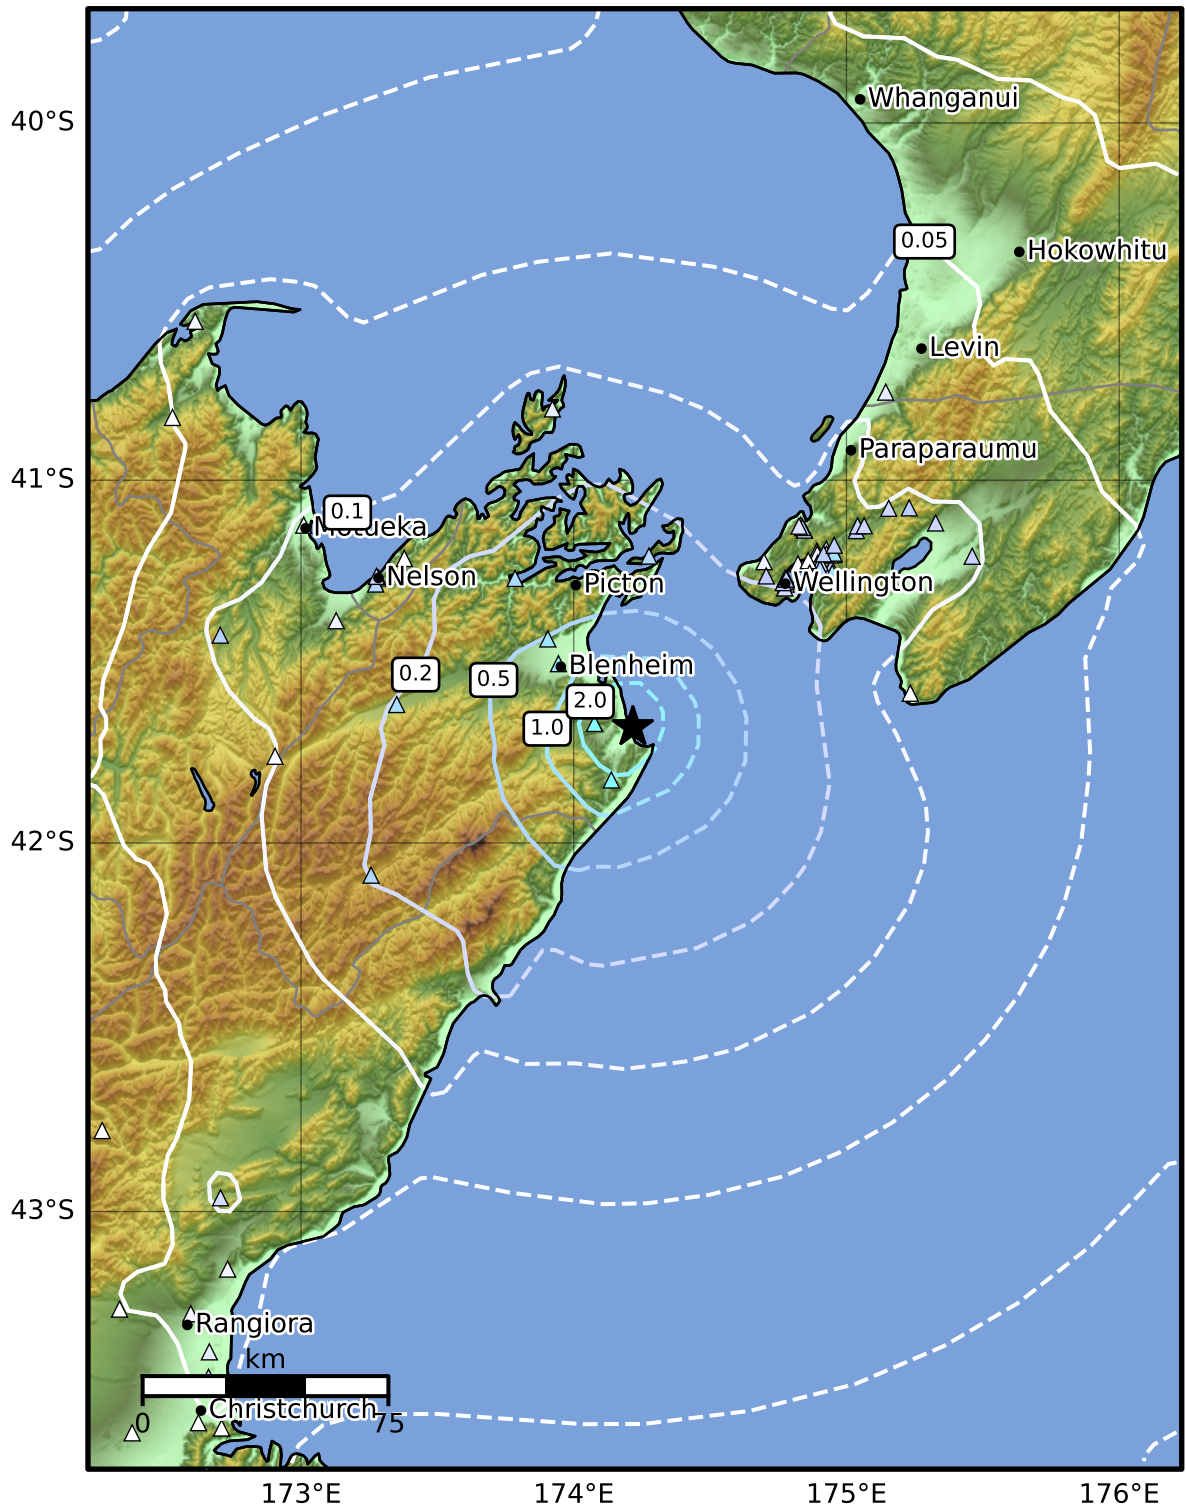 Whanganui
40°S
0.05
Hokowhitu
Levin
Paraparaumu
41°S
0.1
Motueka
Nelson
Picton
Wellington
Blenheim
0.2
0.5
2.0
1.0
42°S
43°S
Rangiora
km
0
75
Christchurch
173°E
174°E
175°E
176°E